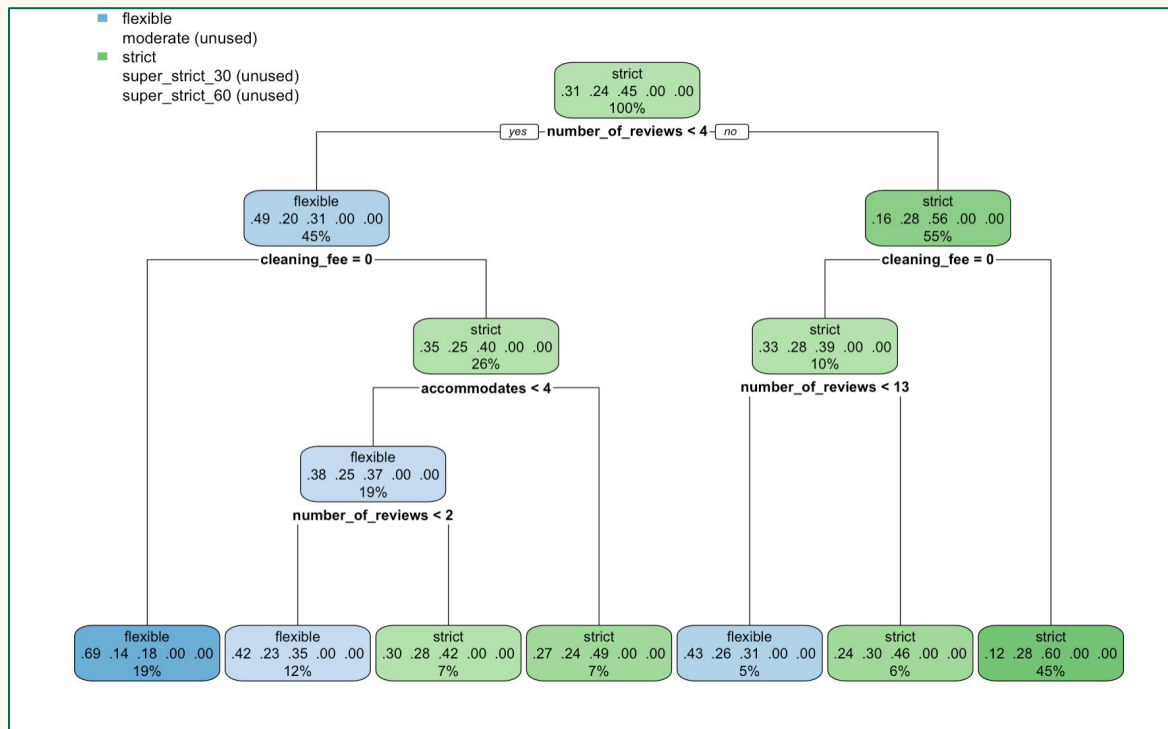 flexible
moderate (unused)
strict
super_strict_30 (unused)
super_strict_60 (unused)
strict
.31 .24 .45 .00 .00
100%
yes number_of_reviews < 4 no
flexible
.49 .20 .31 .00 .00
45%
cleaning_fee = 0
strict
.16 .28 .56 .00 .00
55%
cleaning_fee = 0
strict
.35 .25 .40 .00 .00
26%
accommodates < 4
strict
.33 .28 .39 .00 .00
10%
number_of_reviews < 13
flexible
.38 .25 .37 .00 .00
19%
number_of_reviews < 2
flexible
.69 .14 .18 .00 .00
19%
flexible
.42 .23 .35 .00 .00
12%
strict
.30 .28 .42 .00 .00
7%
strict
.27 .24 .49 .00 .00
7%
flexible
.43 .26 .31 .00 .00
5%
strict
.24 .30 .46 .00 .00
6%
strict
.12 .28 .60 .00 .00
45%